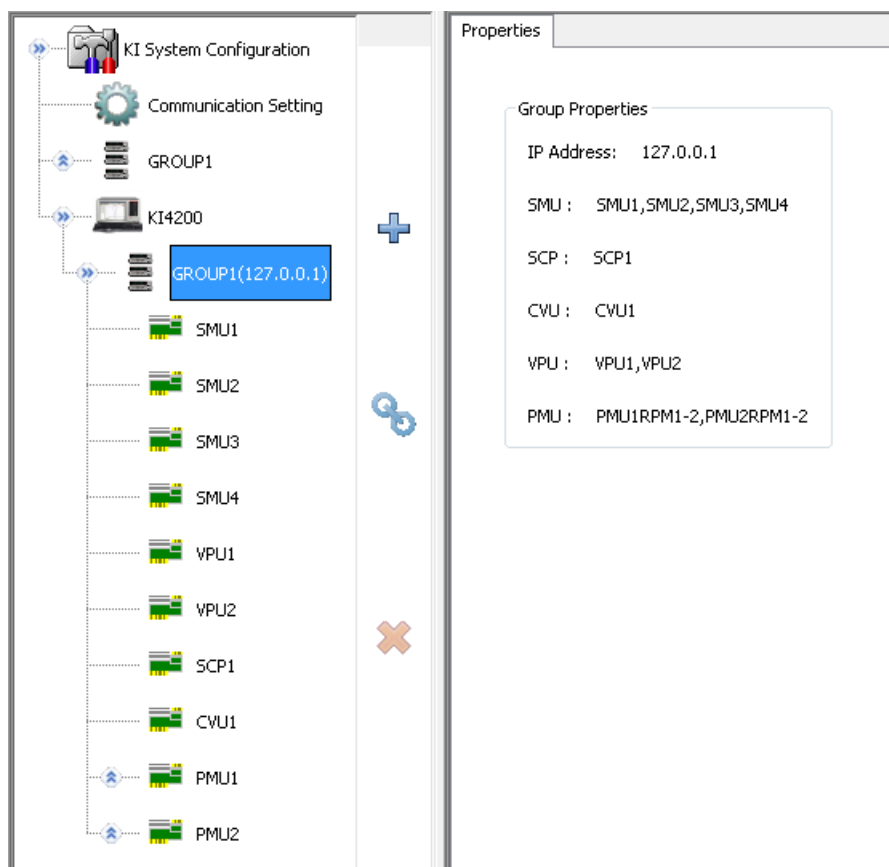 KI System Configuration
Communication Setting
GROUP1
KI4200
GROUP1(127.0.0.1)
SMU1
SMU2
SMU3
SMU4
VPU1
VPU2
SCP1
CVU1
PMU1
PMU2
Properties
Group Properties
IP Address: 127.0.0.1
SMU : SMU1,SMU2,SMU3,SMU4
SCP : SCP1
CVU : CVU1
VPU : VPU1,VPU2
PMU : PMU1RPM1-2,PMU2RPM1-2